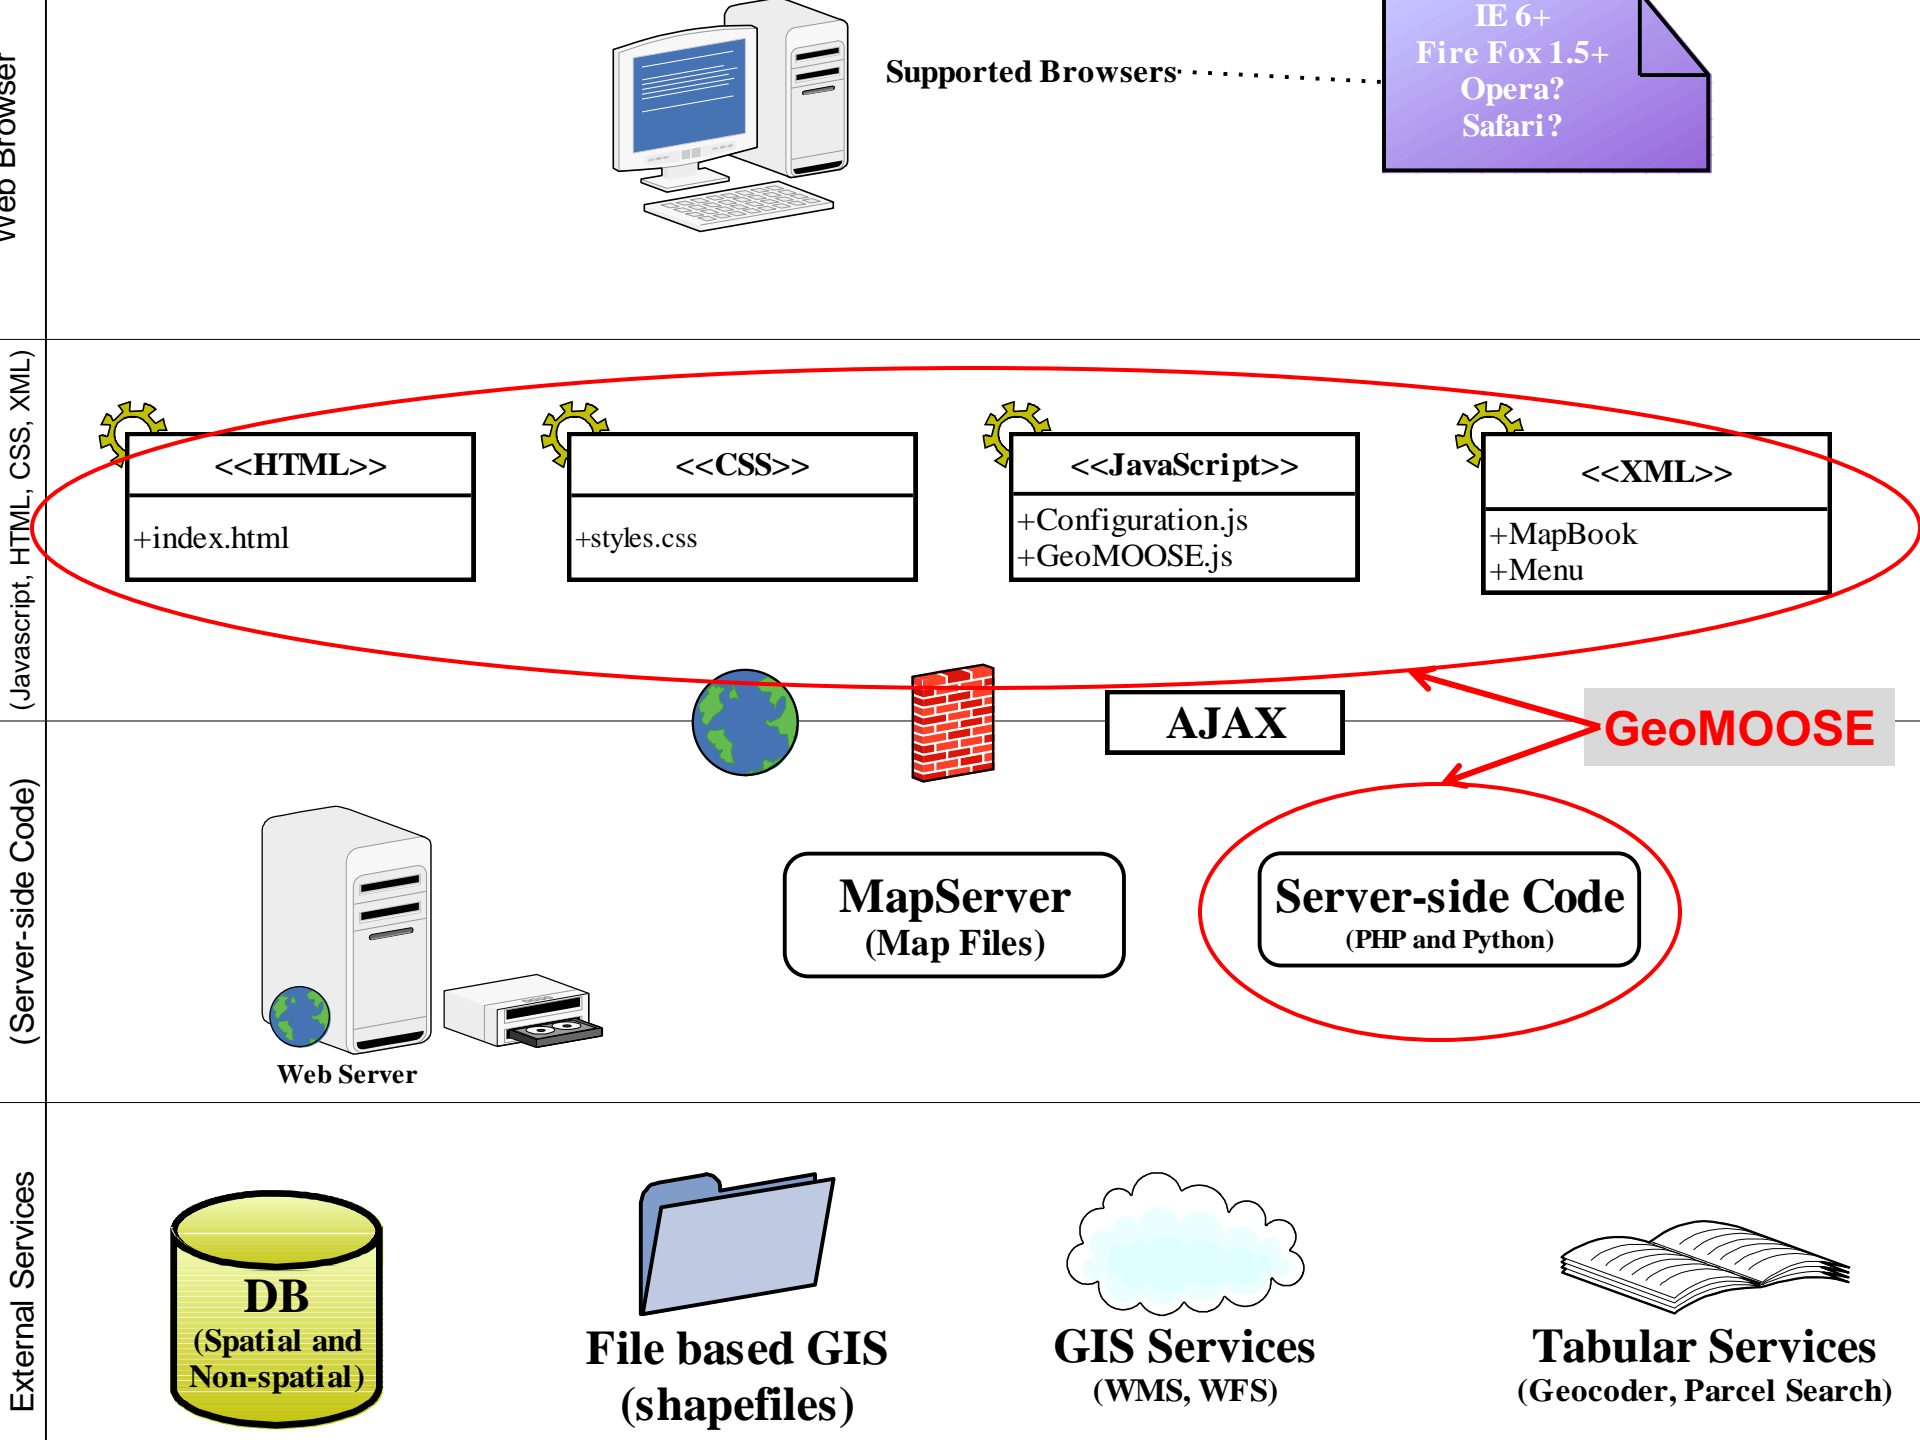 Web Browser
IE 6+
Fire Fox 1.5+
Opera?
Safari?
Supported Browsers
(Javascript, HTML, CSS, XML)
<<HTML>>
+index.html
<<CSS>>
+styles.css
<<JavaScript>>
+Configuration.js
+GeoMOOSE.js
<<XML>>
+MapBook
+Menu
AJAX
GeoMOOSE
(Server-side Code)
MapServer
(Map Files)
Server-side Code
(PHP and Python)
Web Server
External Services
DB
(Spatial and
Non-spatial)
File based GIS
(shapefiles)
GIS Services
(WMS, WFS)
Tabular Services
(Geocoder, Parcel Search)